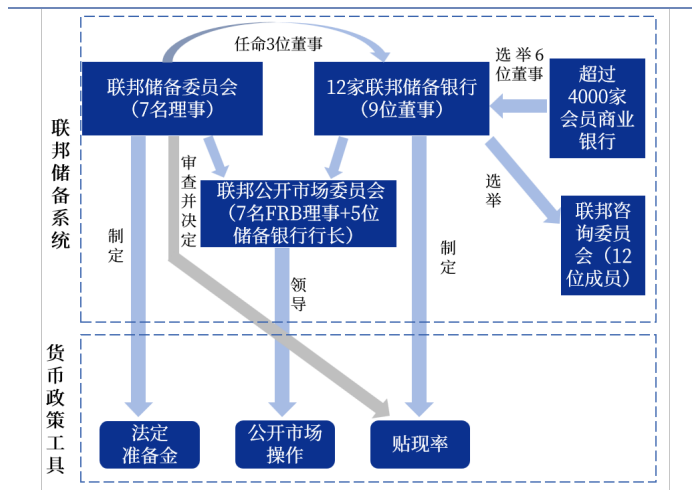 任命3位董事
联邦储备委员会
（7名理事）
12家联邦储备银行
（9位董事）
选 举 6
位董事
超过
4000家
会员商业
银行
联邦储备系统
审查并决定
联邦公开市场委员会
（7名FRB理事+5位
储备银行行长）
选举
联邦咨
询委员
会（12
位成员）
制定
领导
制定
货币政策工具
法定
准备金
公开市场
操作
贴现率